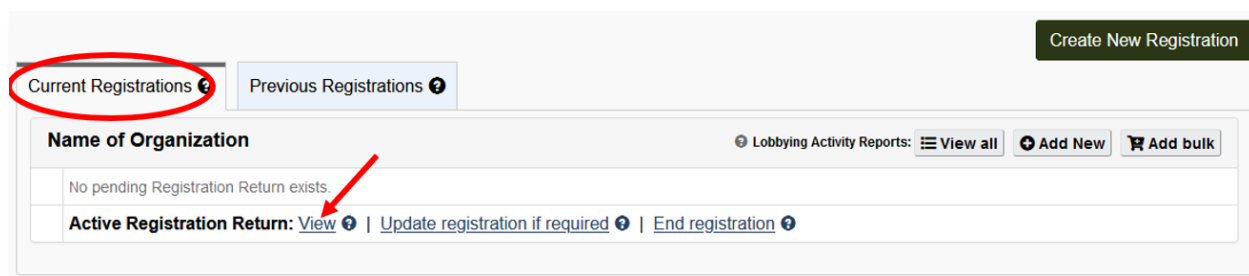 Create New Registration
Current Registrations ?
Previous Registrations ?
Name of Organization
? Lobbying Activity Reports: View all Add New Add bulk
No pending Registration Return exists.
Active Registration Return: View ? | Update registration if required ? | End registration ?